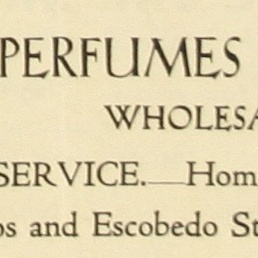 PERFUMES
WHOLESA
SERVICE.—Hom
os and Escobedo St